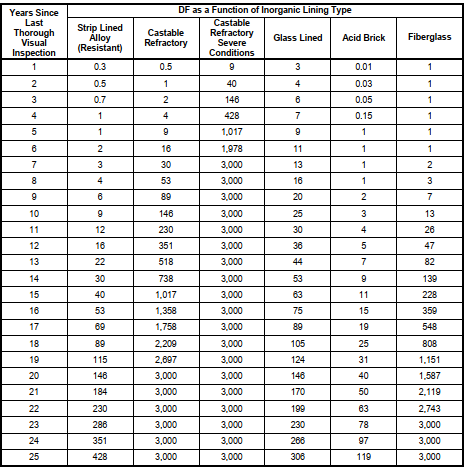 Years Since Last Thorough Visual Inspection | DF as a Function of Inorganic Lining Type
Strip Lined Alloy (Resistant) | Castable Refractory | Castable Refractory Severe Conditions | Glass Lined | Acid Brick | Fiberglass
1 0.3 0.5 9 3 0.01 1
2 0.5 1 40 4 0.03 1
3 0.7 2 146 6 0.05 1
4 1 4 428 7 0.15 1
5 1 9 1,017 9 1 1
6 2 16 1,978 11 1 1
7 3 30 3,000 13 1 2
8 4 53 3,000 16 1 3
9 6 89 3,000 20 2 7
10 9 146 3,000 25 3 13
11 12 230 3,000 30 4 26
12 16 351 3,000 36 5 47
13 22 518 3,000 44 7 82
14 30 738 3,000 53 9 139
15 40 1,017 3,000 63 11 228
16 53 1,358 3,000 75 15 359
17 69 1,758 3,000 89 19 548
18 89 2,209 3,000 105 25 808
19 115 2,697 3,000 124 31 1,151
20 146 3,000 3,000 146 40 1,587
21 184 3,000 3,000 170 50 2,119
22 230 3,000 3,000 199 63 2,743
23 286 3,000 3,000 230 78 3,000
24 351 3,000 3,000 266 97 3,000
25 428 3,000 3,000 306 119 3,000